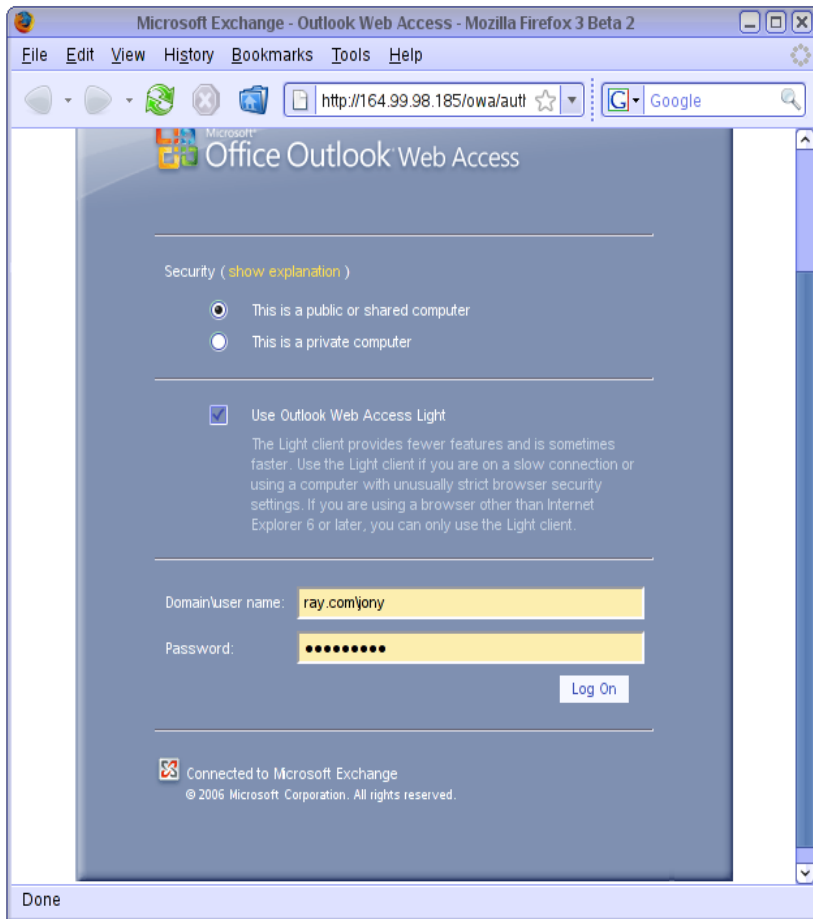 Microsoft Exchange - Outlook Web Access - Mozilla Firefox 3 Beta 2
File Edit View History Bookmarks Tools Help
http://164.99.98.185/owa/autl G Google
Microsoft®
Office Outlook Web Access
Security ( show explanation )
This is a public or shared computer
This is a private computer
Use Outlook Web Access Light
The Light client provides fewer features and is sometimes
faster. Use the Light client if you are on a slow connection or
using a computer with unusually strict browser security
settings. If you are using a browser other than Internet
Explorer 6 or later, you can only use the Light client.
Domain\user name: ray.com\jony
Password: •••••••••
Log On
Connected to Microsoft Exchange
© 2006 Microsoft Corporation. All rights reserved.
Done